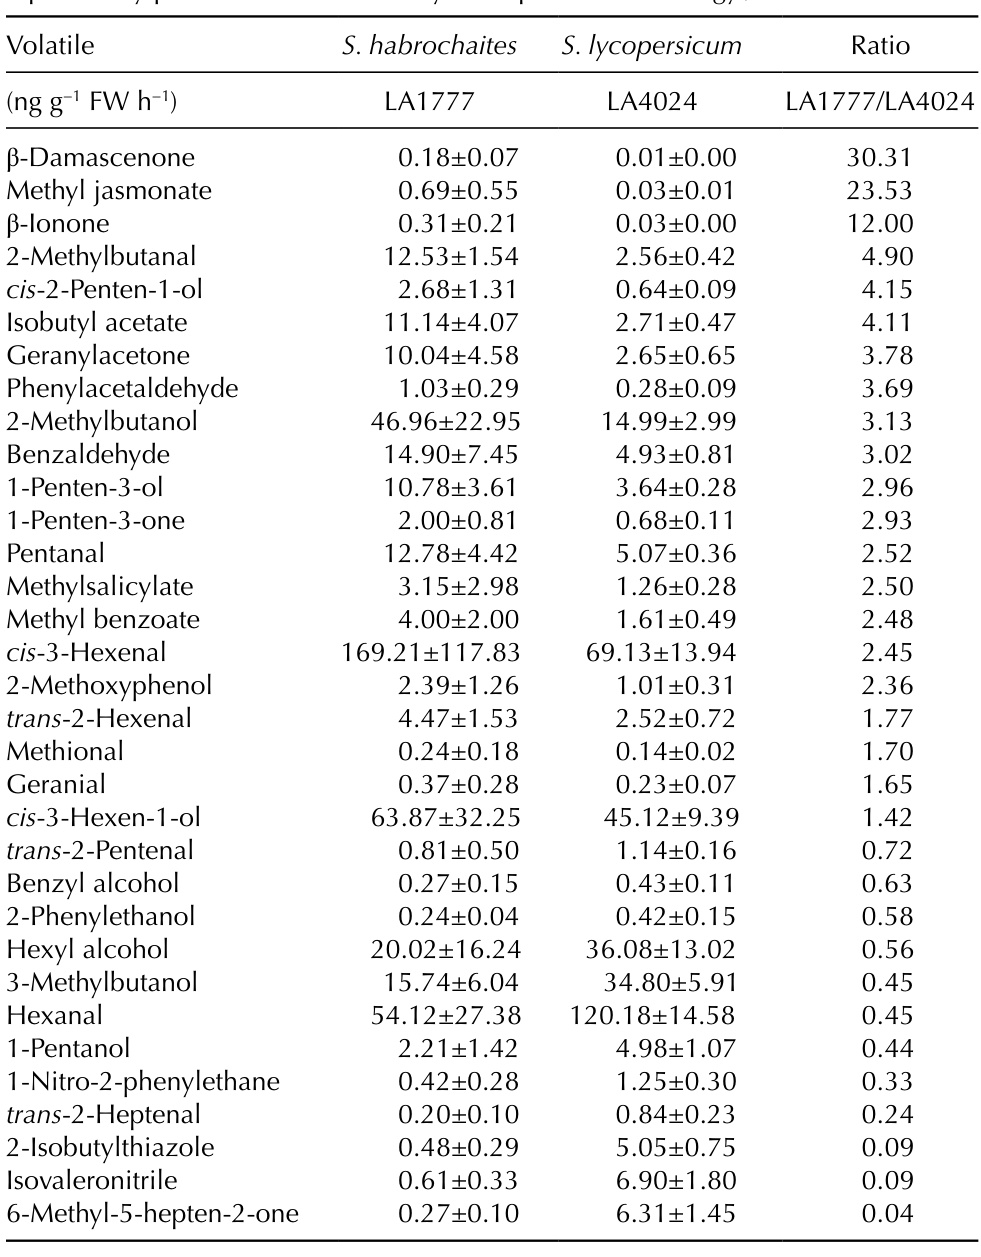 Volatile S. habrochaites S. lycopersicum Ratio
(ng g⁻¹ FW h⁻¹) LA1777 LA4024 LA1777/LA4024
β-Damascenone 0.18±0.07 0.01±0.00 30.31
Methyl jasmonate 0.69±0.55 0.03±0.01 23.53
β-Ionone 0.31±0.21 0.03±0.00 12.00
2-Methylbutanal 12.53±1.54 2.56±0.42 4.90
cis-2-Penten-1-ol 2.68±1.31 0.64±0.09 4.15
Isobutyl acetate 11.14±4.07 2.71±0.47 4.11
Geranylacetone 10.04±4.58 2.65±0.65 3.78
Phenylacetaldehyde 1.03±0.29 0.28±0.09 3.69
2-Methylbutanol 46.96±22.95 14.99±2.99 3.13
Benzaldehyde 14.90±7.45 4.93±0.81 3.02
1-Penten-3-ol 10.78±3.61 3.64±0.28 2.96
1-Penten-3-one 2.00±0.81 0.68±0.11 2.93
Pentanal 12.78±4.42 5.07±0.36 2.52
Methylsalicylate 3.15±2.98 1.26±0.28 2.50
Methyl benzoate 4.00±2.00 1.61±0.49 2.48
cis-3-Hexenal 169.21±117.83 69.13±13.94 2.45
2-Methoxyphenol 2.39±1.26 1.01±0.31 2.36
trans-2-Hexenal 4.47±1.53 2.52±0.72 1.77
Methional 0.24±0.18 0.14±0.02 1.70
Geranial 0.37±0.28 0.23±0.07 1.65
cis-3-Hexen-1-ol 63.87±32.25 45.12±9.39 1.42
trans-2-Pentenal 0.81±0.50 1.14±0.16 0.72
Benzyl alcohol 0.27±0.15 0.43±0.11 0.63
2-Phenylethanol 0.24±0.04 0.42±0.15 0.58
Hexyl alcohol 20.02±16.24 36.08±13.02 0.56
3-Methylbutanol 15.74±6.04 34.80±5.91 0.45
Hexanal 54.12±27.38 120.18±14.58 0.45
1-Pentanol 2.21±1.42 4.98±1.07 0.44
1-Nitro-2-phenylethane 0.42±0.28 1.25±0.30 0.33
trans-2-Heptenal 0.20±0.10 0.84±0.23 0.24
2-Isobutylthiazole 0.48±0.29 5.05±0.75 0.09
Isovaleronitrile 0.61±0.33 6.90±1.80 0.09
6-Methyl-5-hepten-2-one 0.27±0.10 6.31±1.45 0.04